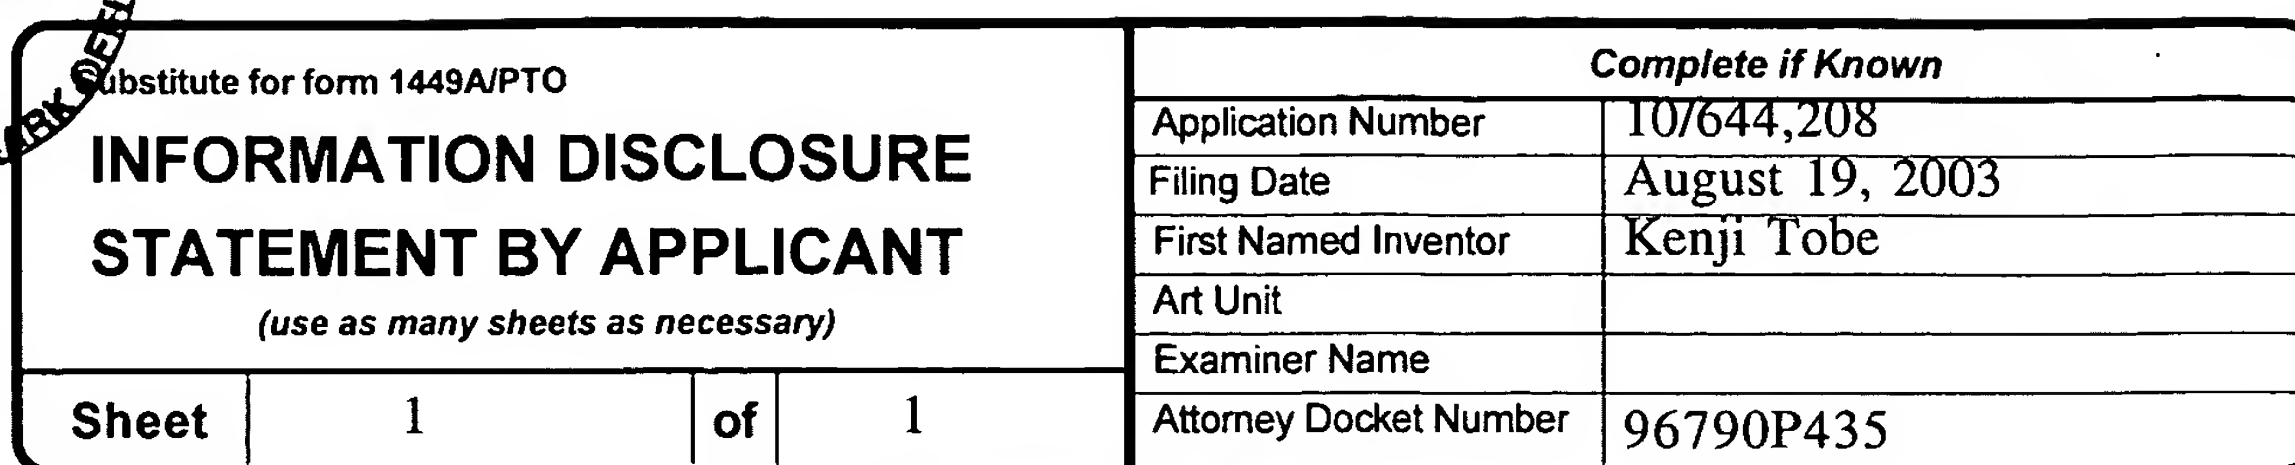 Substitute for form 1449A/PTO
INFORMATION DISCLOSURE
STATEMENT BY APPLICANT
(use as many sheets as necessary)
Sheet 1 of 1
Complete if Known
Application Number 10/644,208
Filing Date August 19, 2003
First Named Inventor Kenji Tobe
Art Unit
Examiner Name
Attorney Docket Number 96790P435